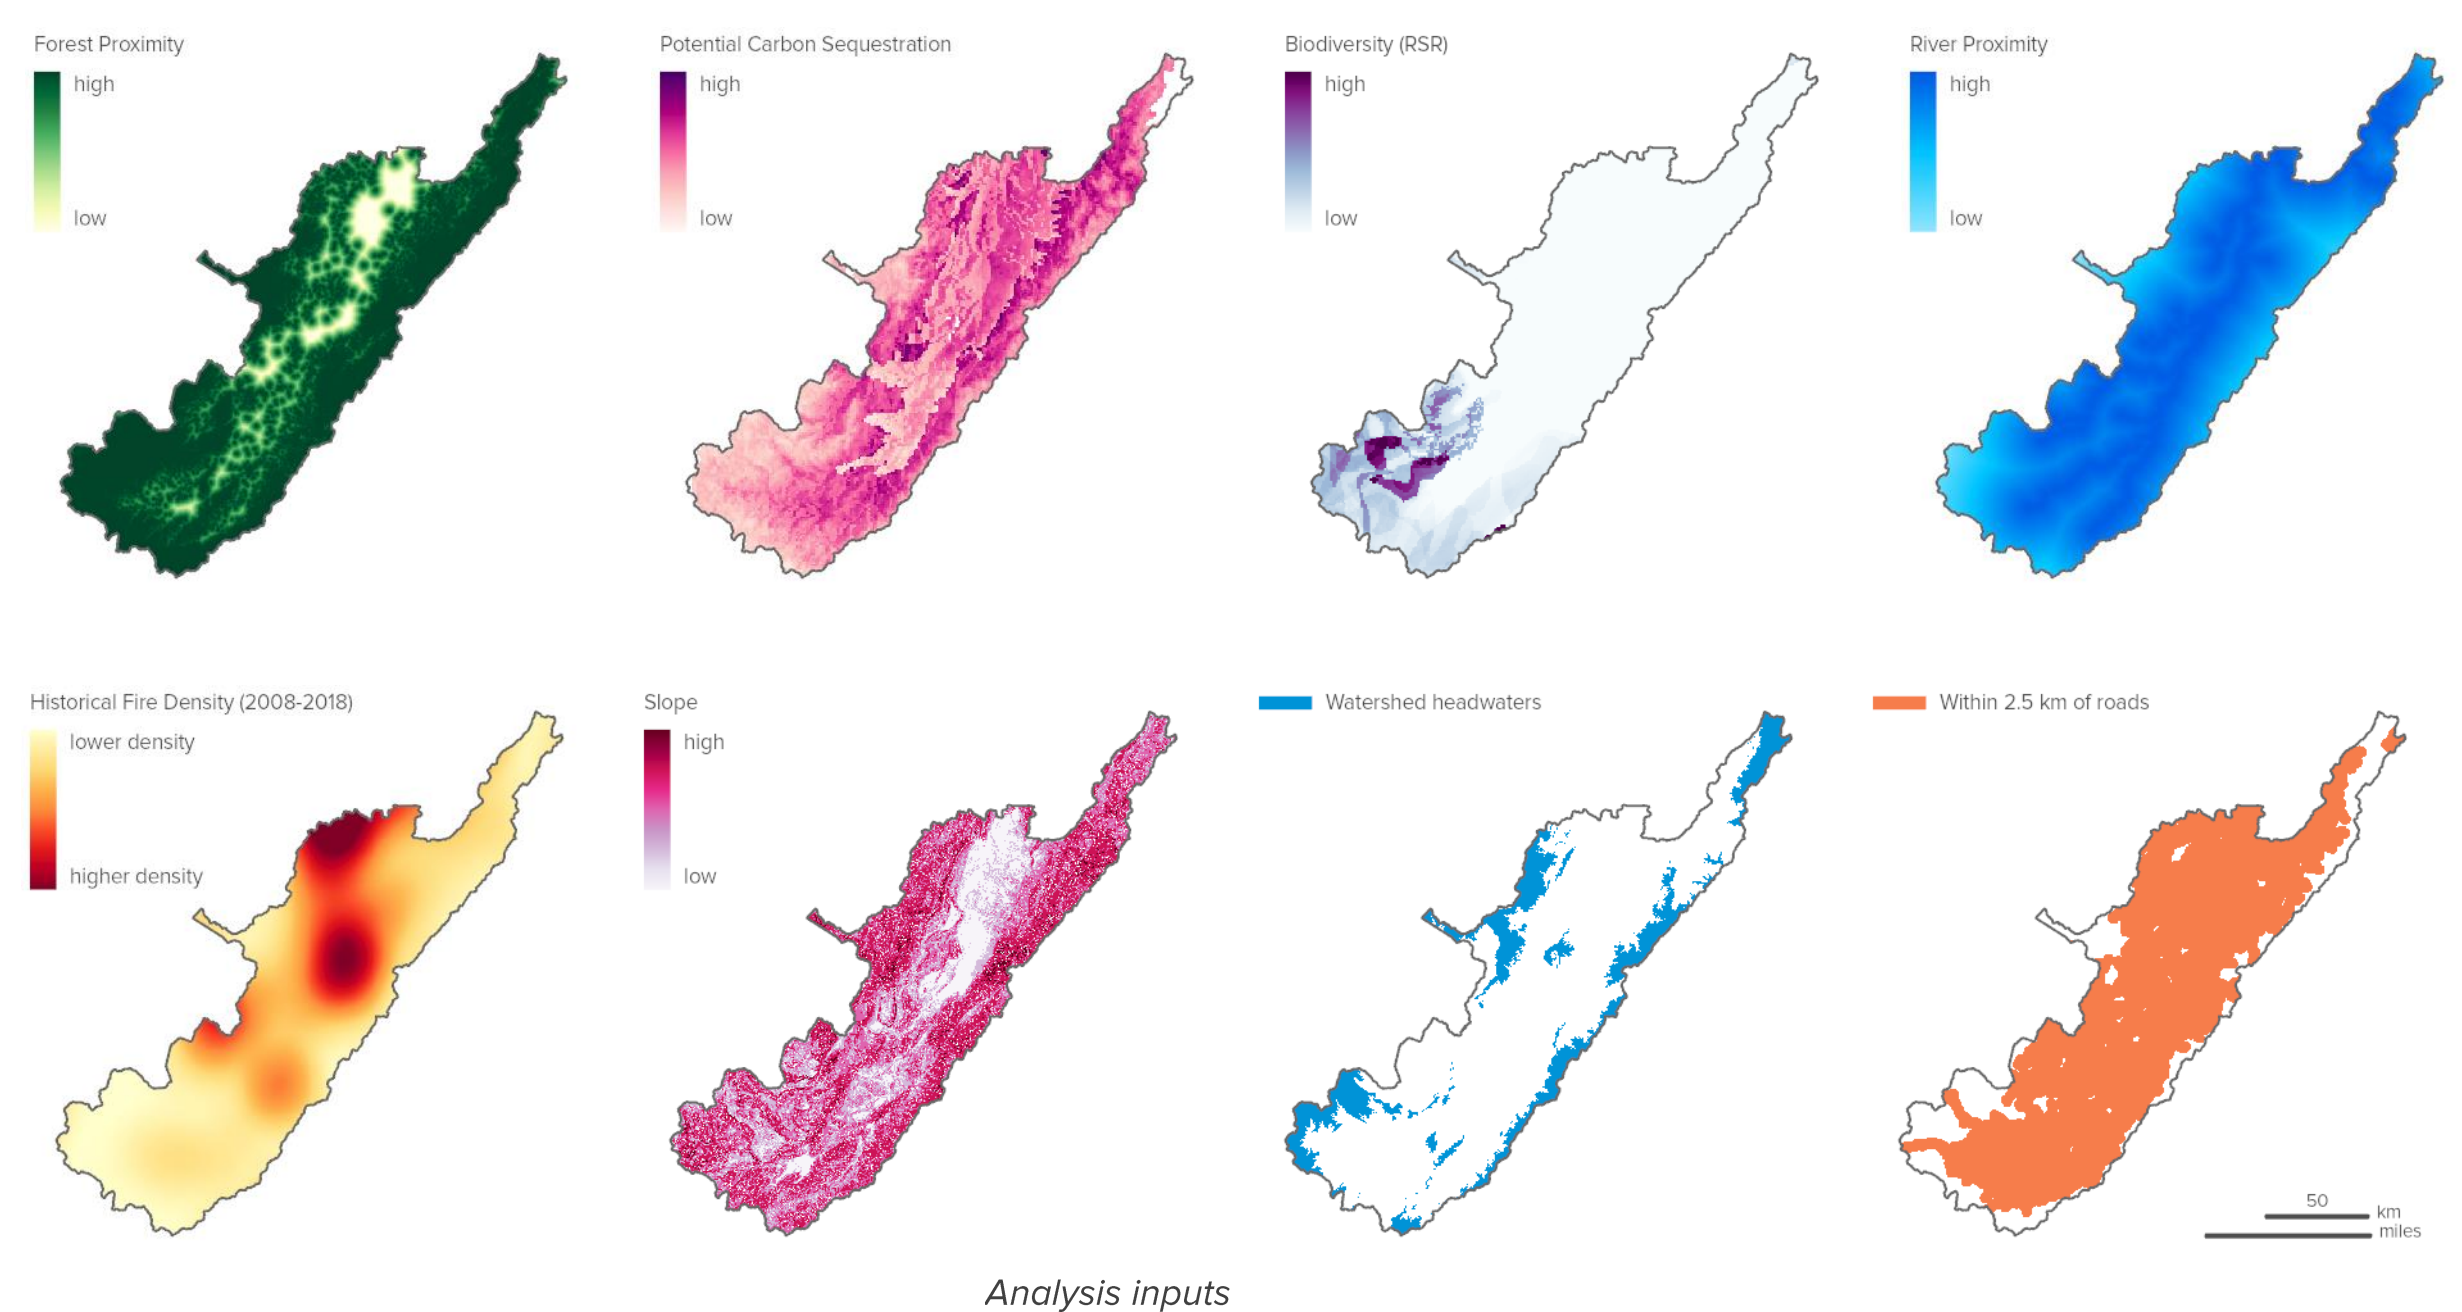 Forest Proximity
high
low
Potential Carbon Sequestration
high
low
Biodiversity (RSR)
high
low
River Proximity
high
low
Historical Fire Density (2008-2018)
lower density
higher density
Slope
high
low
Watershed headwaters
Within 2.5 km of roads
50
km
miles
Analysis inputs